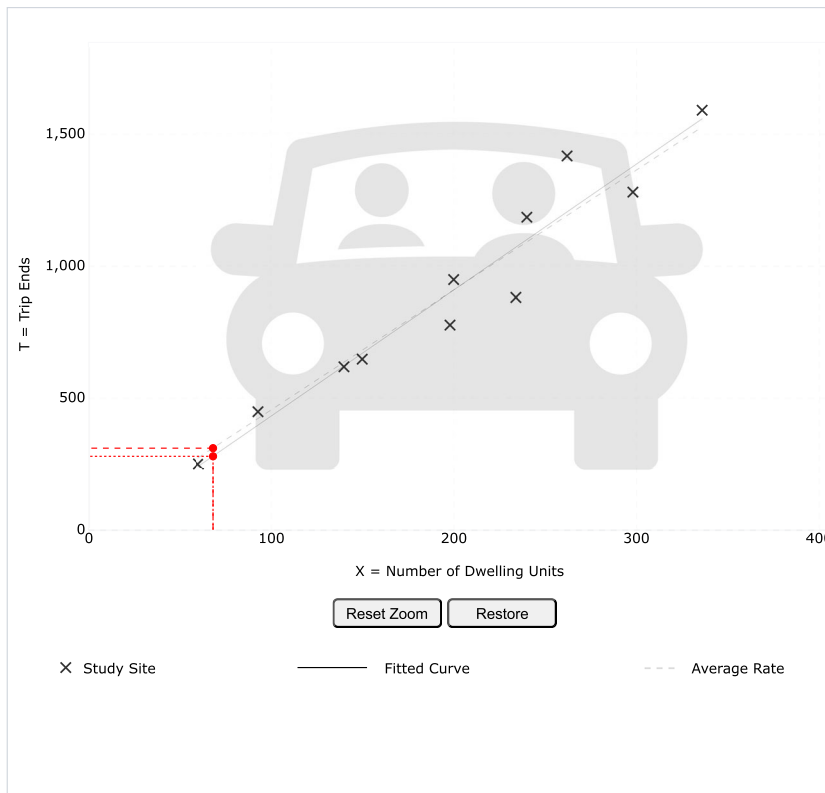 1,500
1,000
500
0
T = Trip Ends
0 100 200 300 400
X = Number of Dwelling Units
Reset Zoom Restore
Study Site Fitted Curve Average Rate